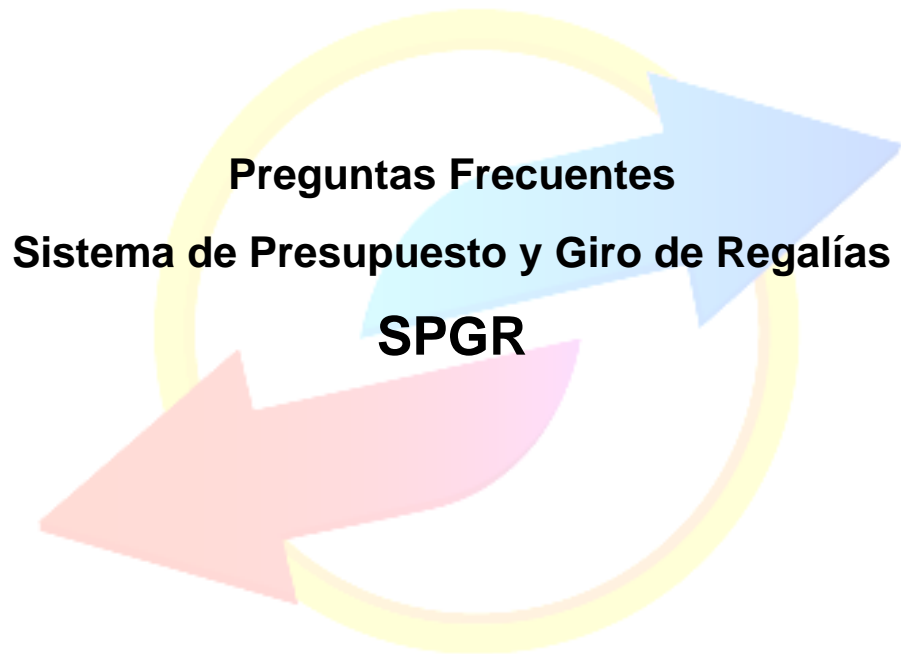 Preguntas Frecuentes
Sistema de Presupuesto y Giro de Regalías
SPGR